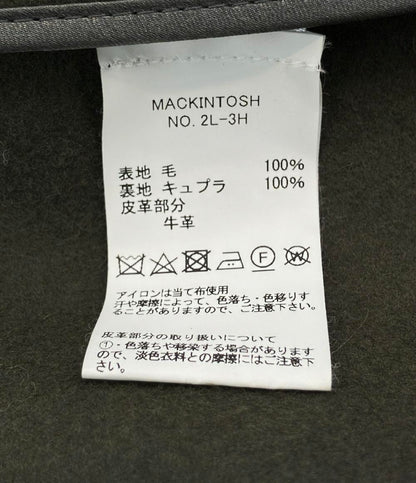 MACKINTOSH
NO. 2L-3H
表地 毛 100%
裏地 キュプラ 100%
皮革部分
牛革
F W
アイロンは当て布使用
汗や摩擦によって、色落ち・色移りす
ることがありますので、ご注意下さい。
皮革部分の取り扱いについて
①・色落ちや移染する場合があります
ので、淡色衣料との摩擦にはご注意下
さい。